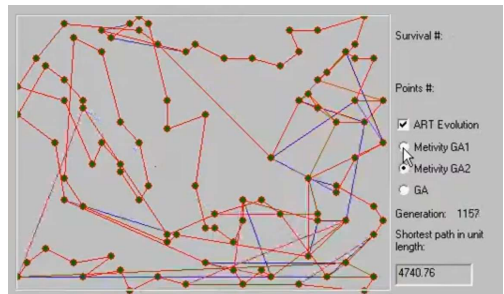 Survival #:
Points #:
ART Evolution
Metivity GA1
Metivity GA2
GA
Generation: 1157
Shortest path in unit
length:
4740.76